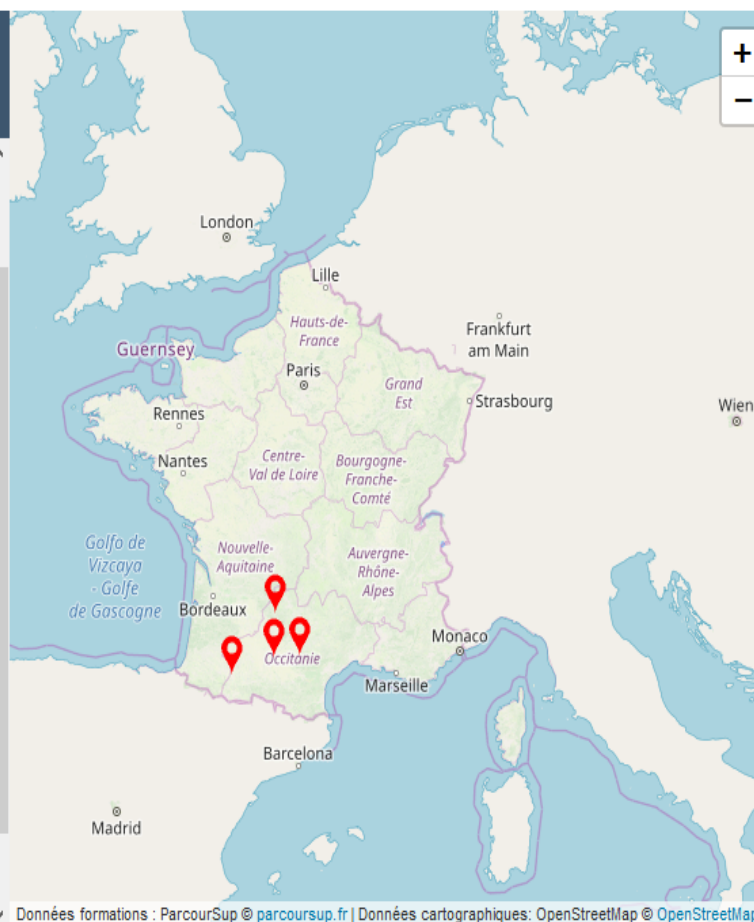 +
−
London
Lille
Hauts-de-
France
Guernsey
Frankfurt
am Main
Paris
Grand
Est
Strasbourg
Wien
Rennes
Nantes
Centre-
Val de Loire
Bourgogne-
Franche-
Comté
Golfo de
Vizcaya
- Golfe
de Gascogne
Nouvelle-
Aquitaine
Auvergne-
Rhône-
Alpes
Bordeaux
Monaco
Occitanie
Marseille
Barcelona
Madrid
Données formations : ParcourSup © parcoursup.fr | Données cartographiques: OpenStreetMap © OpenStreetMap